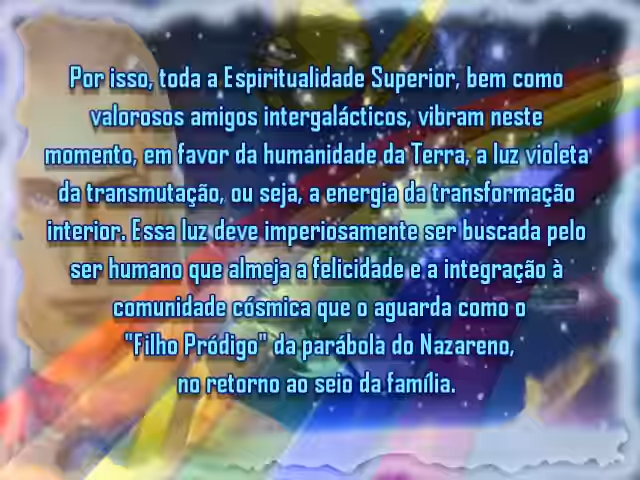 Por isso, toda a Espiritualidade Superior, bem como
valorosos amigos intergalácticos, vibram neste
momento, em favor da humanidade da Terra, a luz violeta
da transmutação, ou seja, a energia da transformação
interior. Essa luz deve imperiosamente ser buscada pelo
ser humano que almeja a felicidade e a integração à
comunidade cósmica que o aguarda como o
"Filho Pródigo" da parábola do Nazareno,
no retorno ao seio da família.